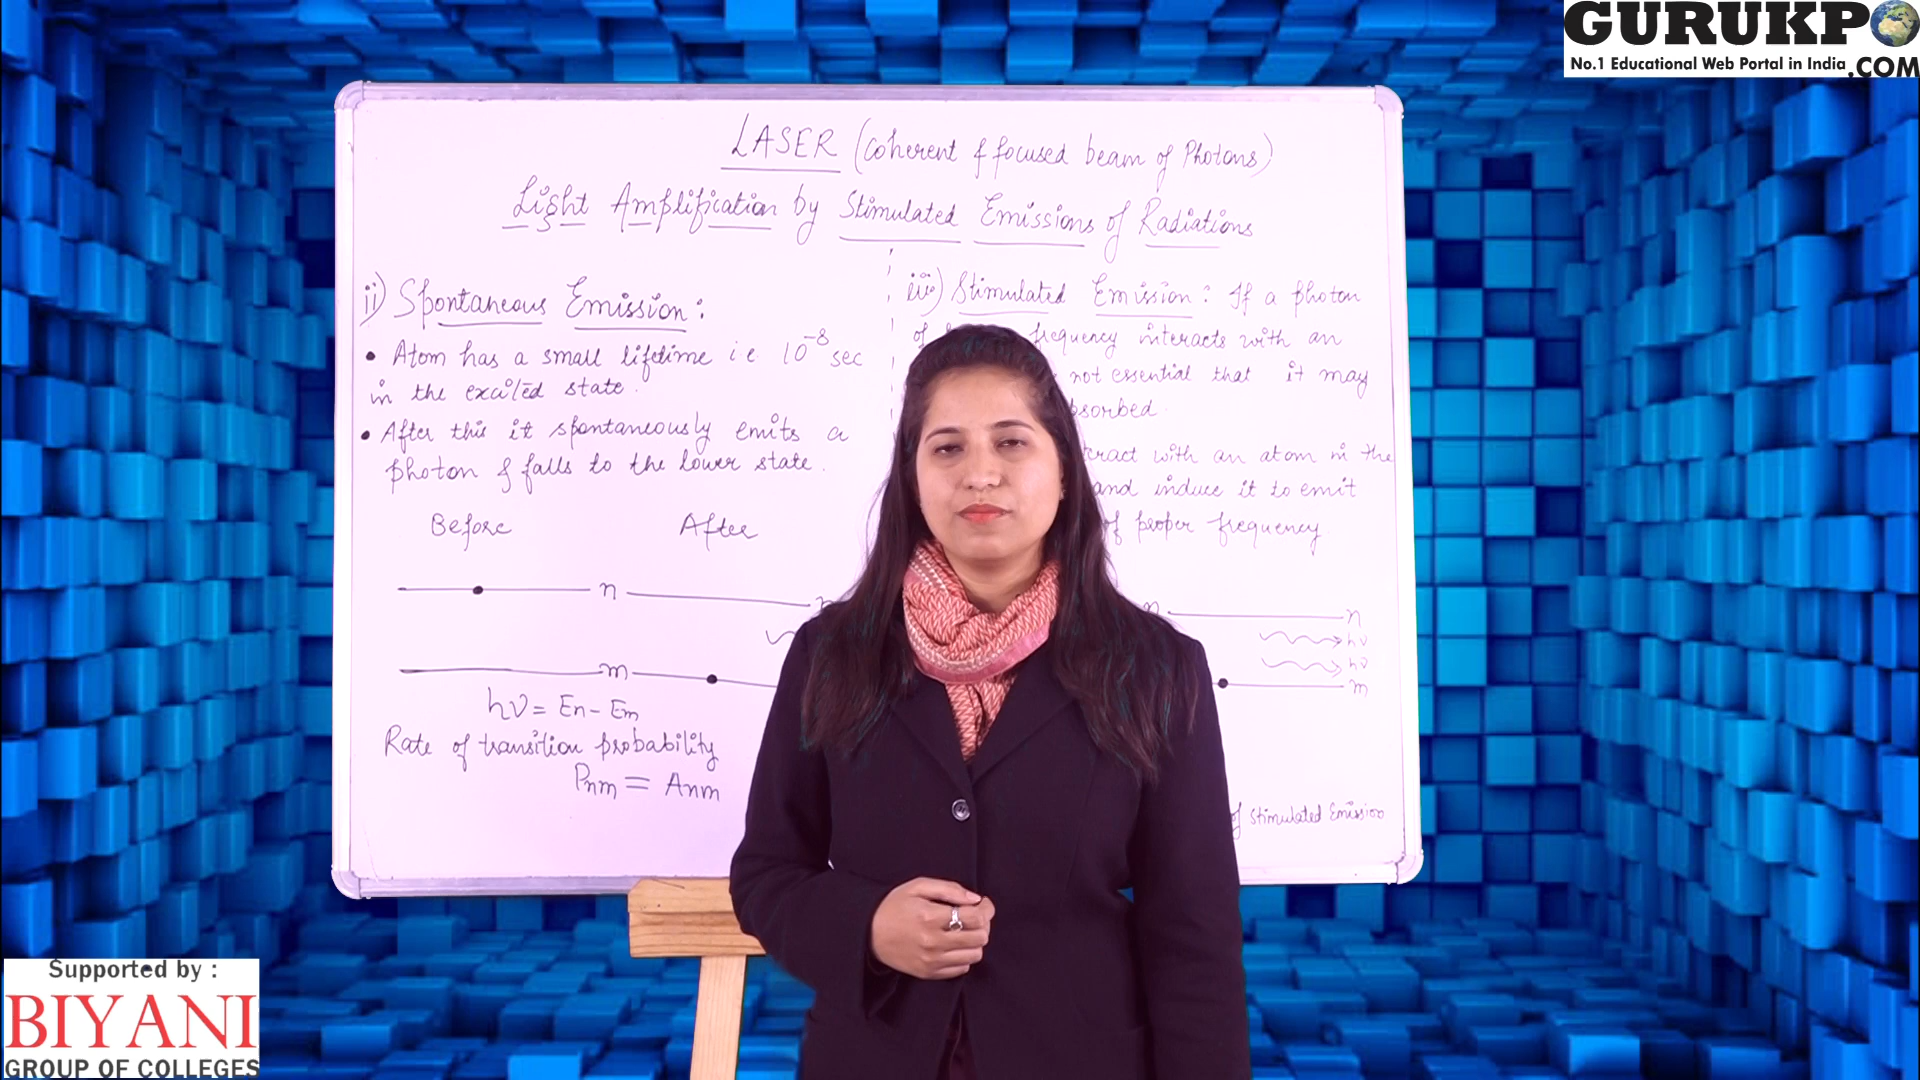 GURUKPO
No.1 Educational Web Portal in India .COM
LASER (Coherent & focused beam of Photons)
Light Amplification by Stimulated Emissions of Radiations
ii) Spontaneous Emission:
• Atom has a small lifetime i.e 10⁻⁸ sec
in the excited state.
• After this it spontaneously emits a
photon & falls to the lower state.
Before After
n
m
hν = En - Em
Rate of transition probability
Pnm = Anm
iii) Stimulated Emission: If a photon
of frequency interacts with an
not essential that it may
absorbed.
with an atom in the
and induce it to emit
of proper frequency.
n n
hν
hν
m
of Stimulated Emission
Supported by :
BIYANI
GROUP OF COLLEGES